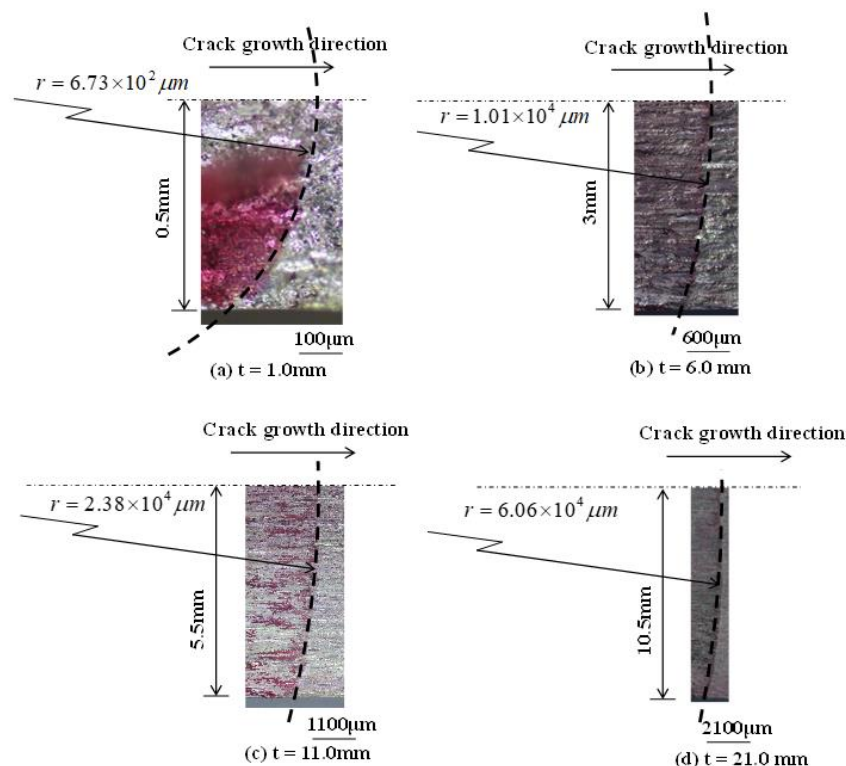 Crack growth direction
r = 6.73×10² μm
0.5mm
100μm
(a) t = 1.0mm
Crack growth direction
r = 1.01×10⁴ μm
3mm
600μm
(b) t = 6.0 mm
Crack growth direction
r = 2.38×10⁴ μm
5.5mm
1100μm
(c) t = 11.0mm
Crack growth direction
r = 6.06×10⁴ μm
10.5mm
2100μm
(d) t = 21.0 mm